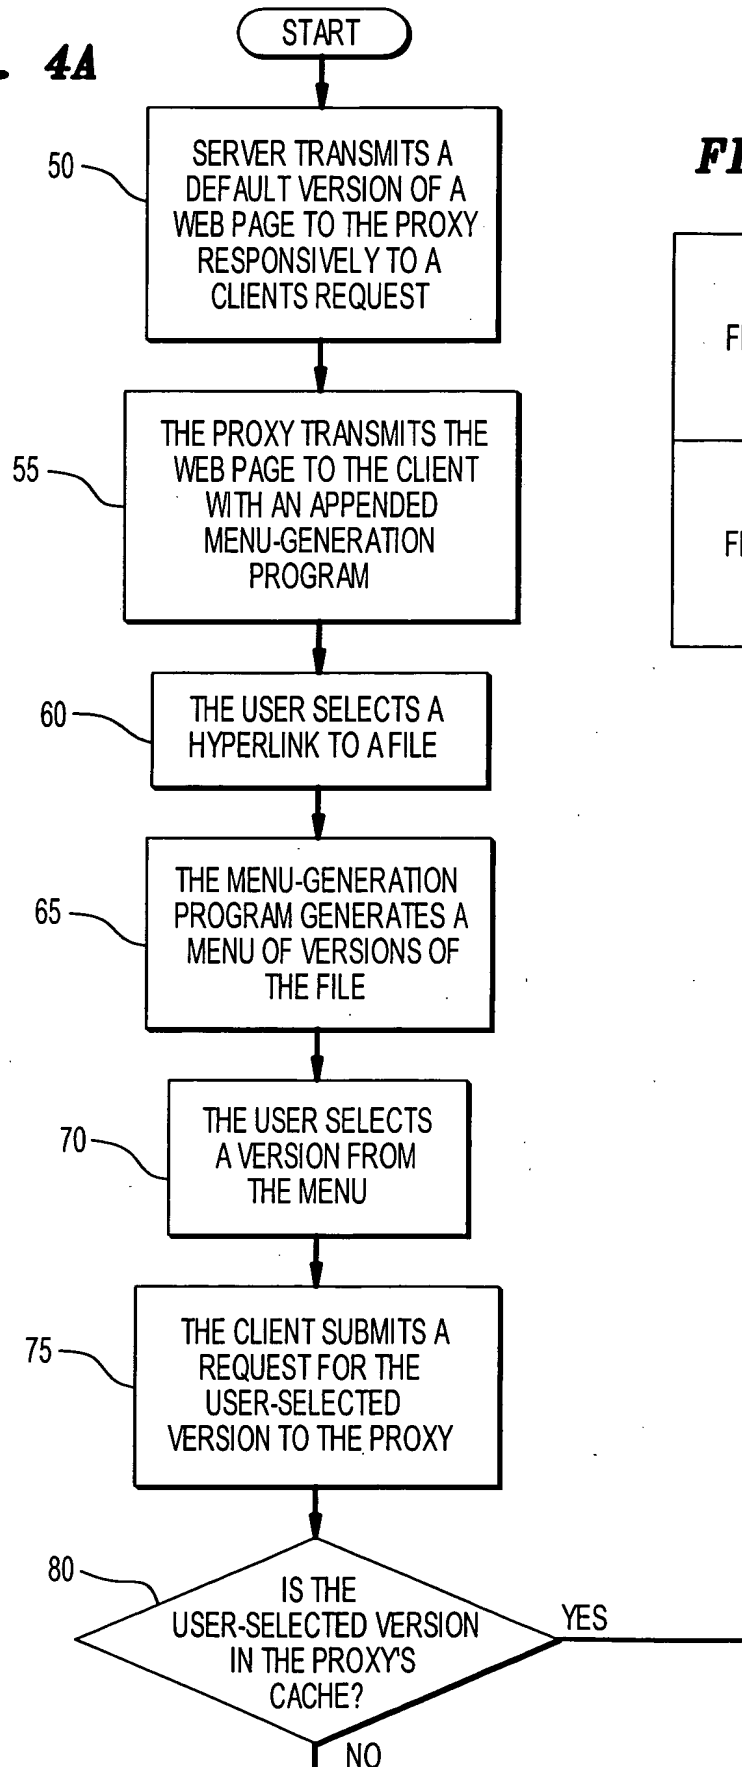 4A
START
50
SERVER TRANSMITS A
DEFAULT VERSION OF A
WEB PAGE TO THE PROXY
RESPONSIVELY TO A
CLIENTS REQUEST
55
THE PROXY TRANSMITS THE
WEB PAGE TO THE CLIENT
WITH AN APPENDED
MENU-GENERATION
PROGRAM
60
THE USER SELECTS A
HYPERLINK TO A FILE
65
THE MENU-GENERATION
PROGRAM GENERATES A
MENU OF VERSIONS OF
THE FILE
70
THE USER SELECTS
A VERSION FROM
THE MENU
75
THE CLIENT SUBMITS A
REQUEST FOR THE
USER-SELECTED
VERSION TO THE PROXY
80
IS THE
USER-SELECTED VERSION
IN THE PROXY'S
CACHE?
YES
NO